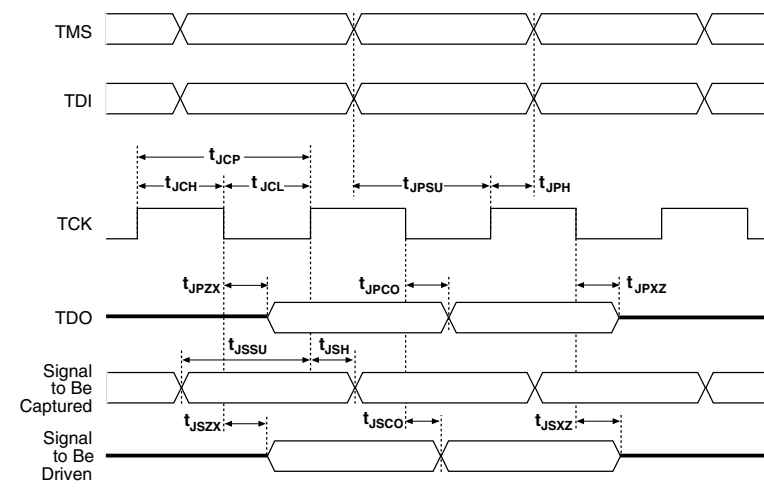 TMS
TDI
tJCP
tJCH
tJCL
tJPSU
tJPH
TCK
tJPZX
tJPCO
tJPXZ
TDO
tJSSU
tJSH
Signal
to Be
Captured
tJSZX
tJSCO
tJSXZ
Signal
to Be
Driven